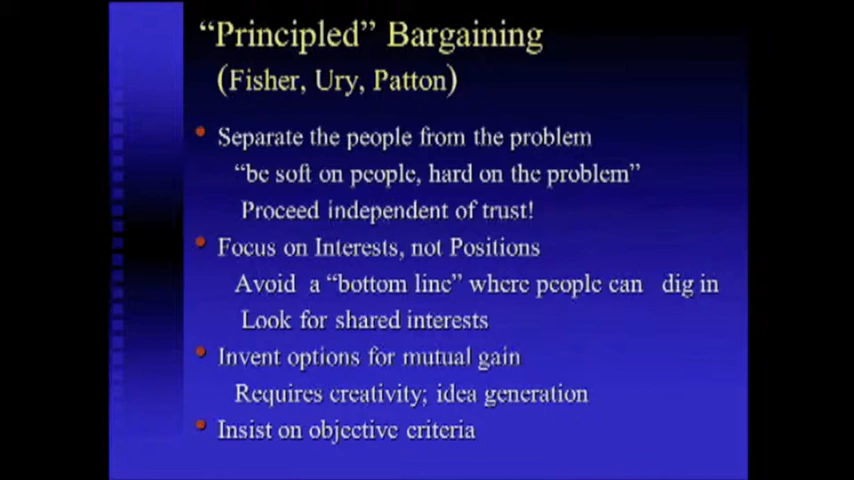 “Principled” Bargaining
(Fisher, Ury, Patton)
• Separate the people from the problem
“be soft on people, hard on the problem”
Proceed independent of trust!
• Focus on Interests, not Positions
Avoid a “bottom line” where people can dig in
Look for shared interests
• Invent options for mutual gain
Requires creativity; idea generation
• Insist on objective criteria